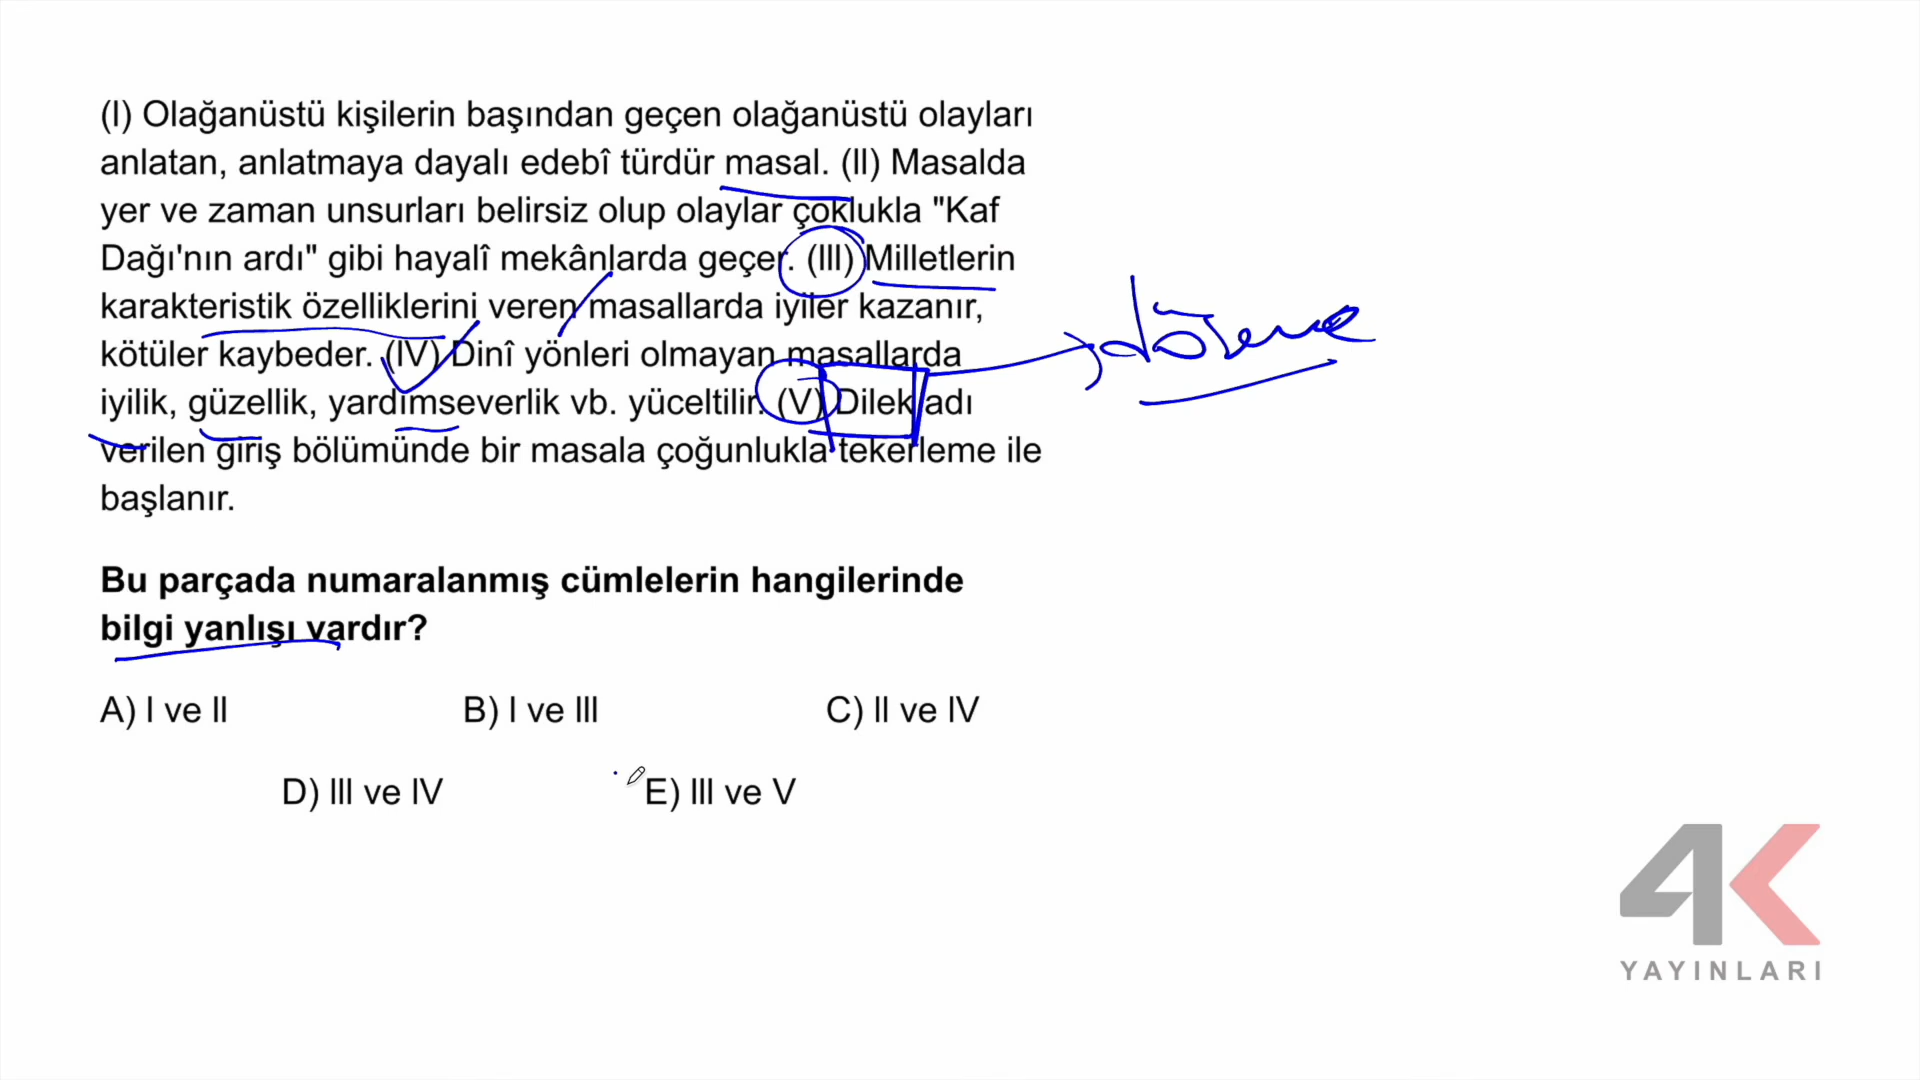 (I) Olağanüstü kişilerin başından geçen olağanüstü olayları
anlatan, anlatmaya dayalı edebî türdür masal. (II) Masalda
yer ve zaman unsurları belirsiz olup olaylar çoklukla "Kaf
Dağı'nın ardı" gibi hayalî mekânlarda geçer. (III) Milletlerin
karakteristik özelliklerini veren masallarda iyiler kazanır,
kötüler kaybeder. (IV) Dinî yönleri olmayan masallarda
iyilik, güzellik, yardımseverlik vb. yüceltilir. (V) Dilek adı
verilen giriş bölümünde bir masala çoğunlukla tekerleme ile
başlanır.
döşeme
Bu parçada numaralanmış cümlelerin hangilerinde
bilgi yanlışı vardır?
A) I ve II B) I ve III C) II ve IV
D) III ve IV E) III ve V
4K
YAYINLARI